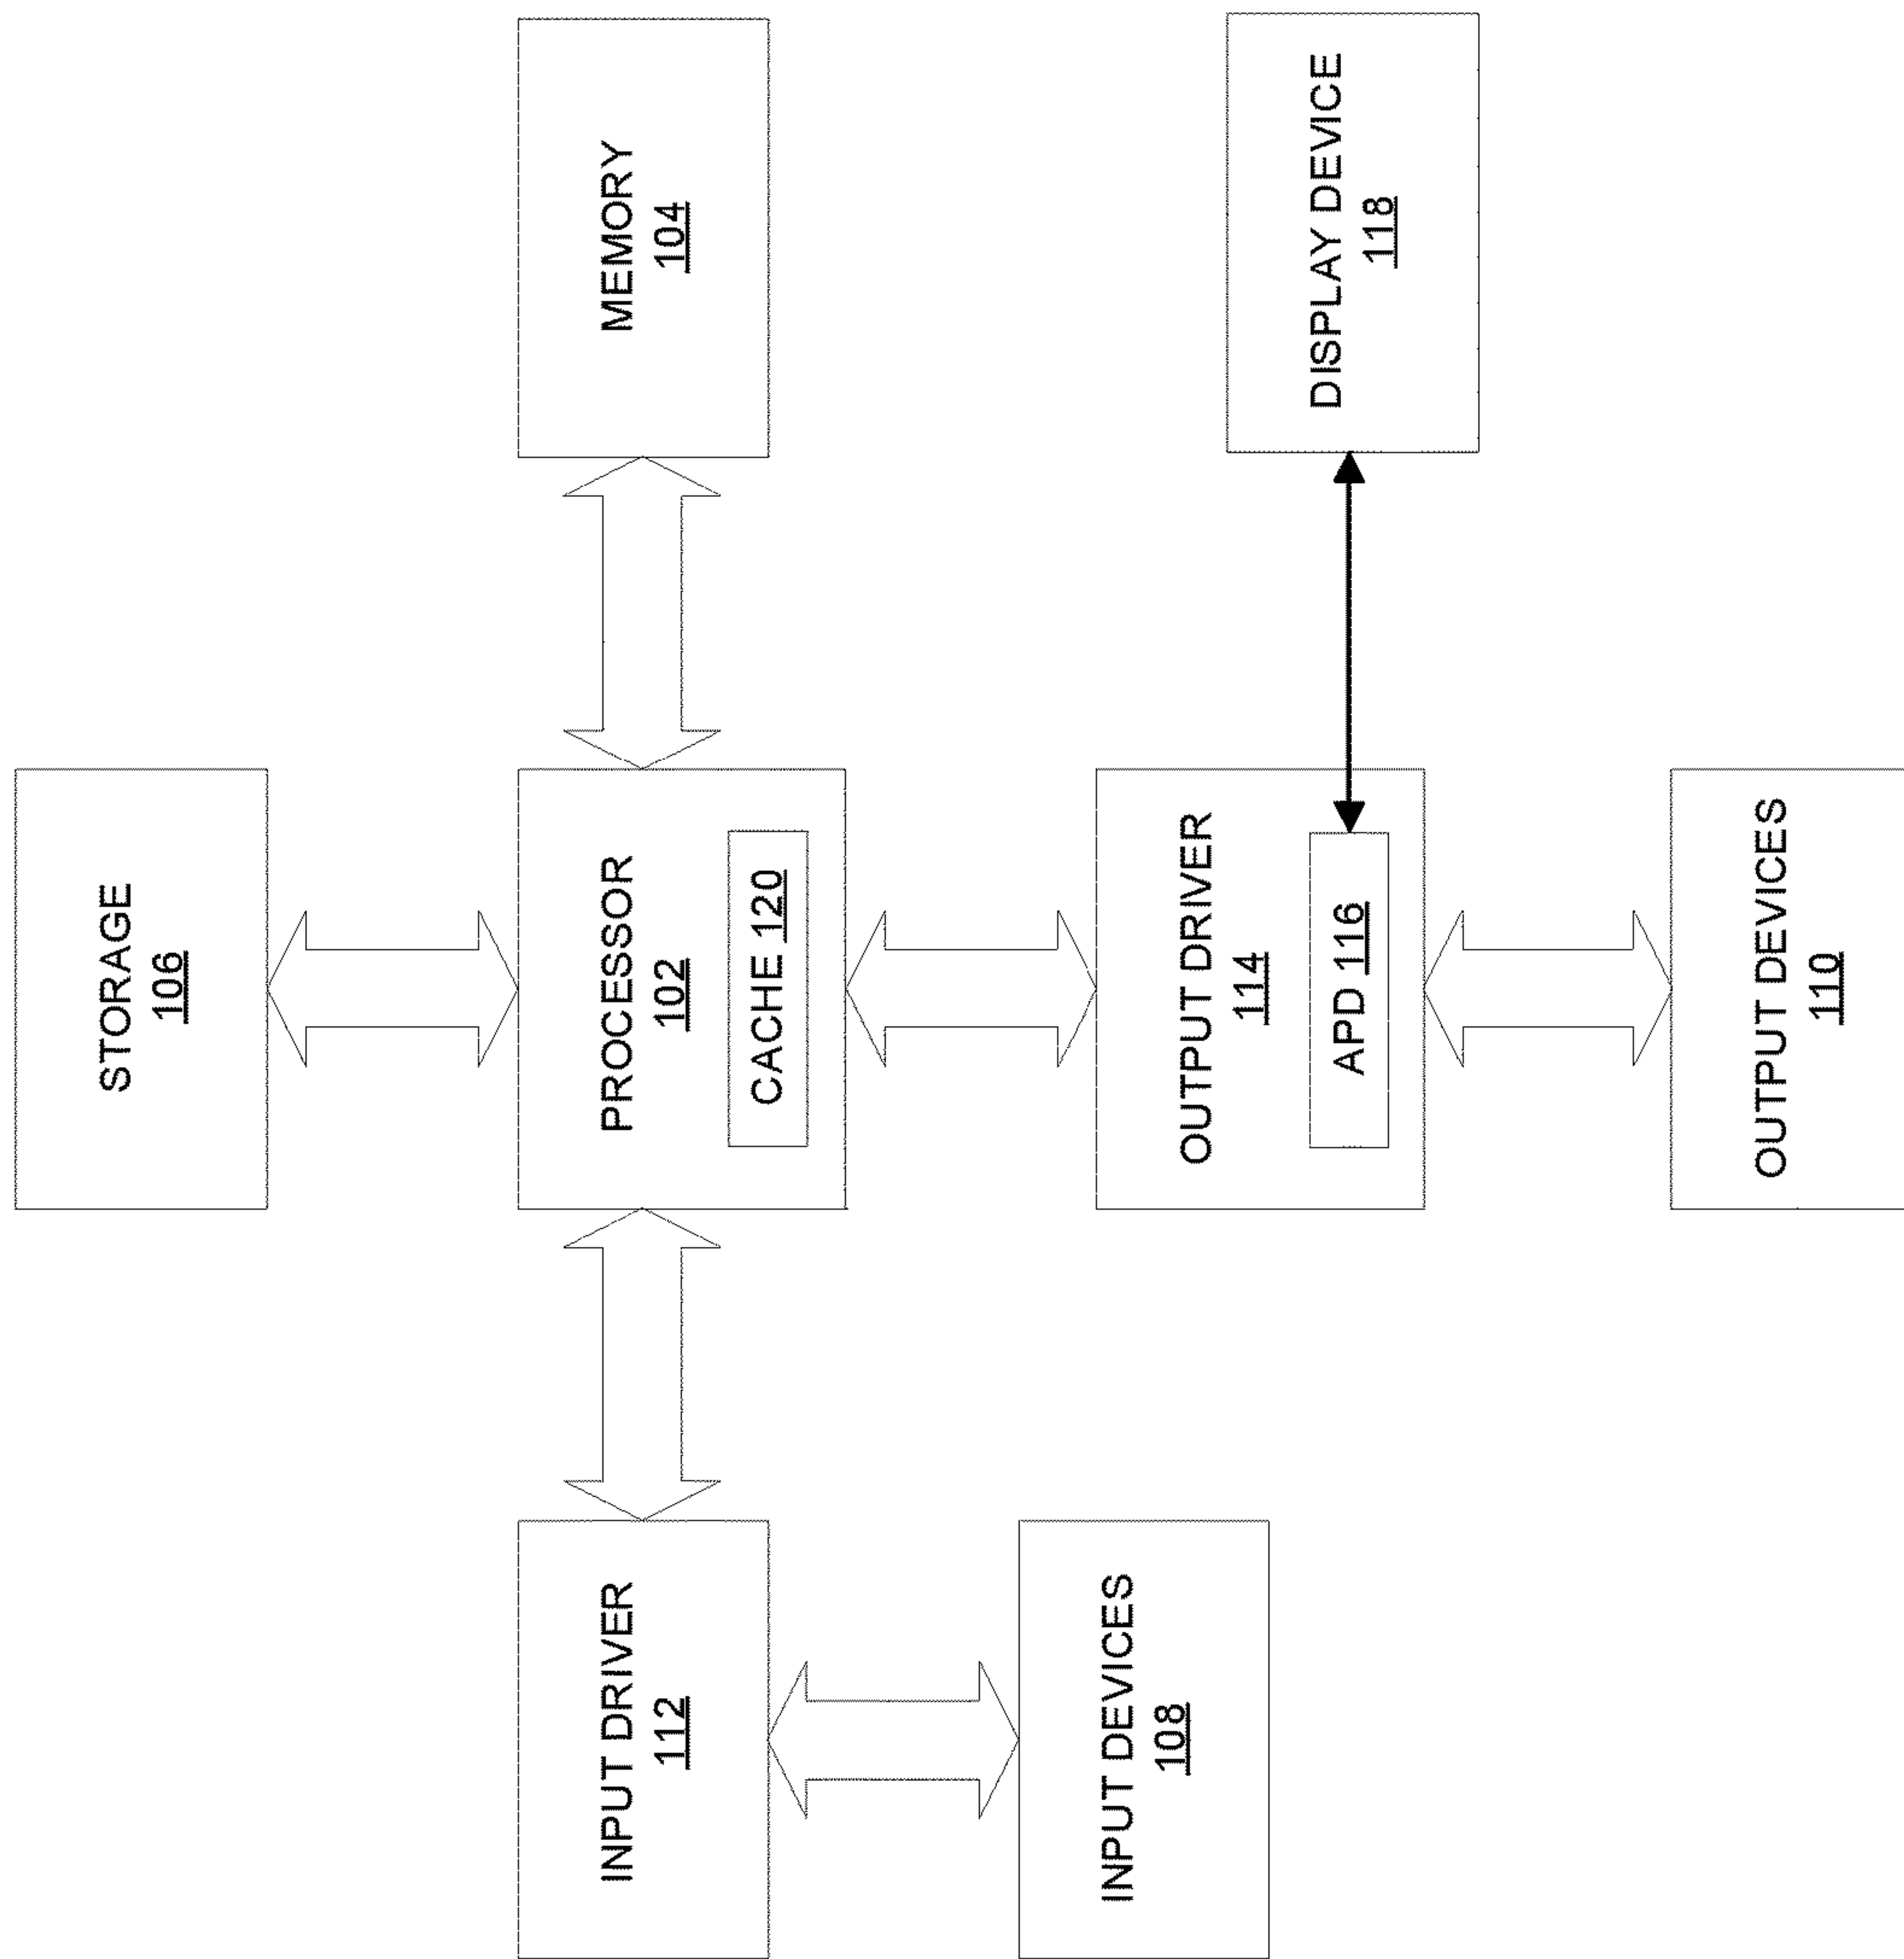 STORAGE
106
INPUT DRIVER
112
PROCESSOR
102
CACHE 120
MEMORY
104
INPUT DEVICES
108
OUTPUT DRIVER
114
APD 116
DISPLAY DEVICE
118
OUTPUT DEVICES
110